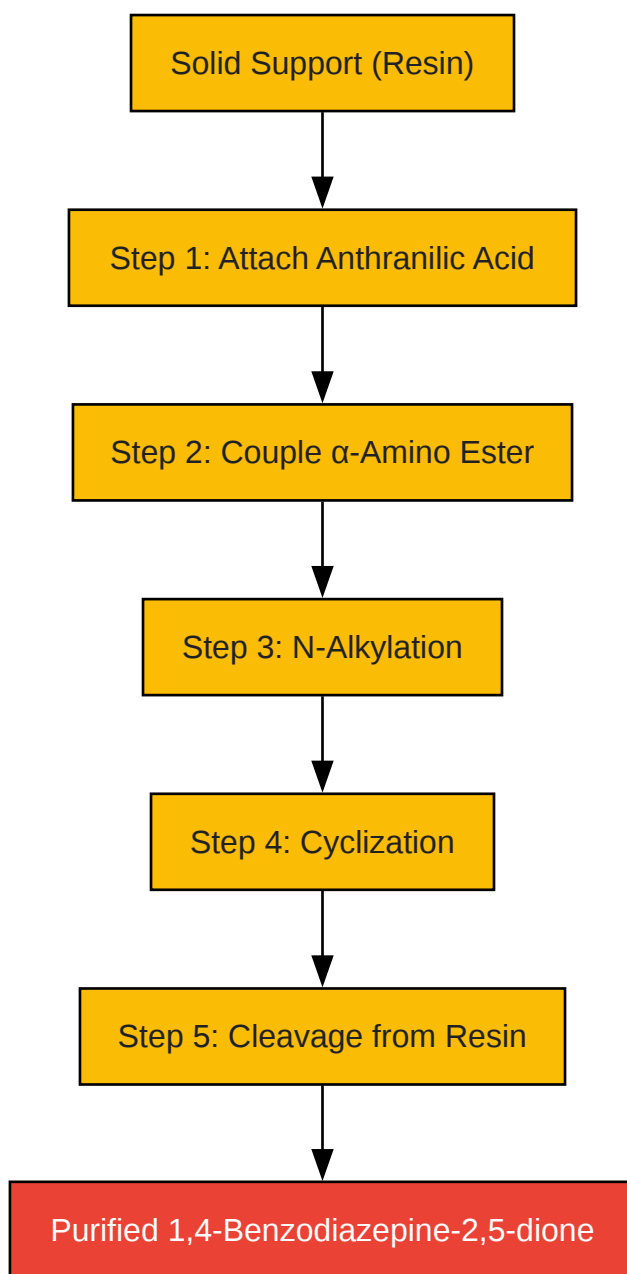 Solid Support (Resin)
Step 1: Attach Anthranilic Acid
Step 2: Couple α-Amino Ester
Step 3: N-Alkylation
Step 4: Cyclization
Step 5: Cleavage from Resin
Purified 1,4-Benzodiazepine-2,5-dione